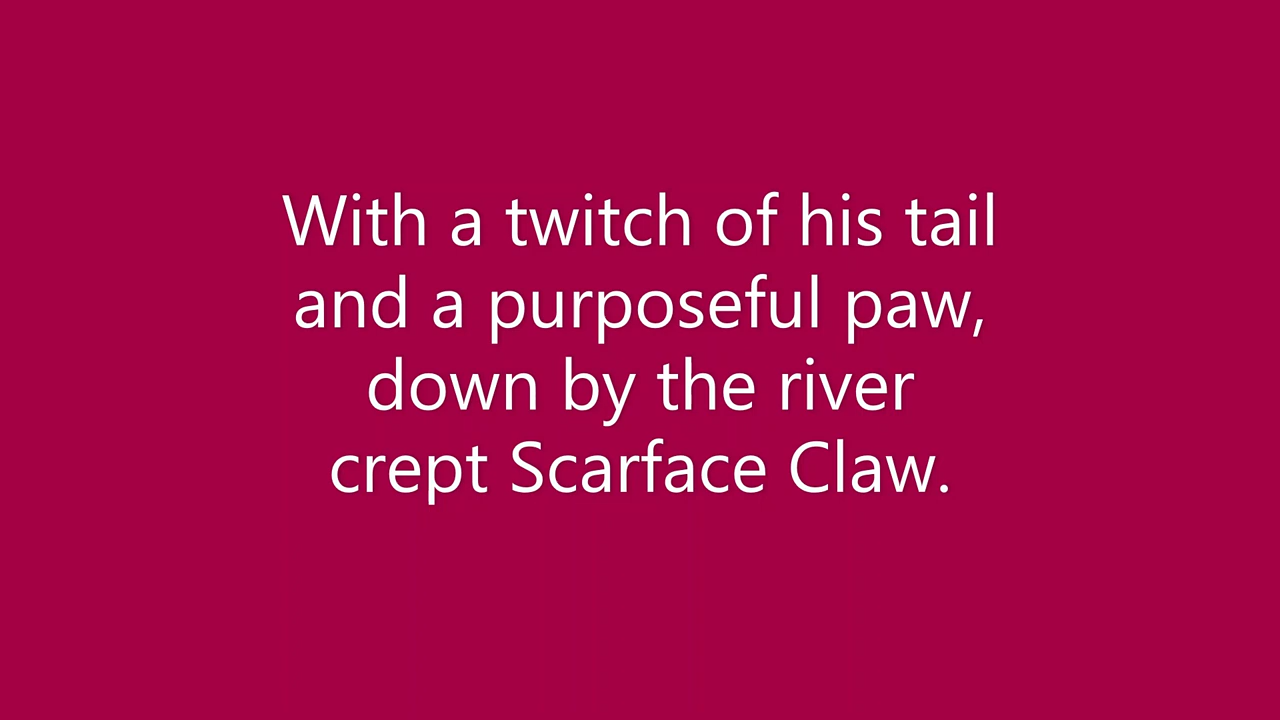 With a twitch of his tail
and a purposeful paw,
down by the river
crept Scarface Claw.